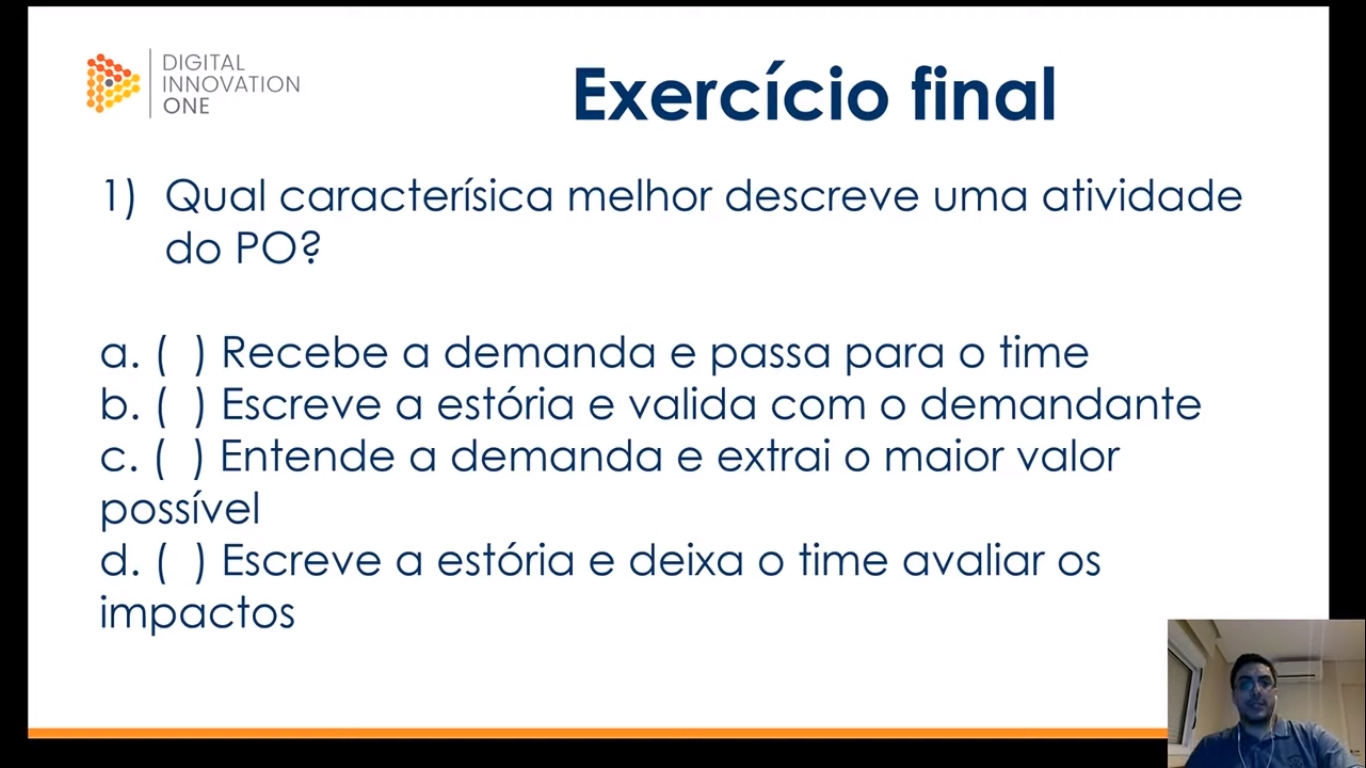 DIGITAL
INNOVATION
ONE
Exercício final
1) Qual caracterísica melhor descreve uma atividade
do PO?
a. ( ) Recebe a demanda e passa para o time
b. ( ) Escreve a estória e valida com o demandante
c. ( ) Entende a demanda e extrai o maior valor
possível
d. ( ) Escreve a estória e deixa o time avaliar os
impactos